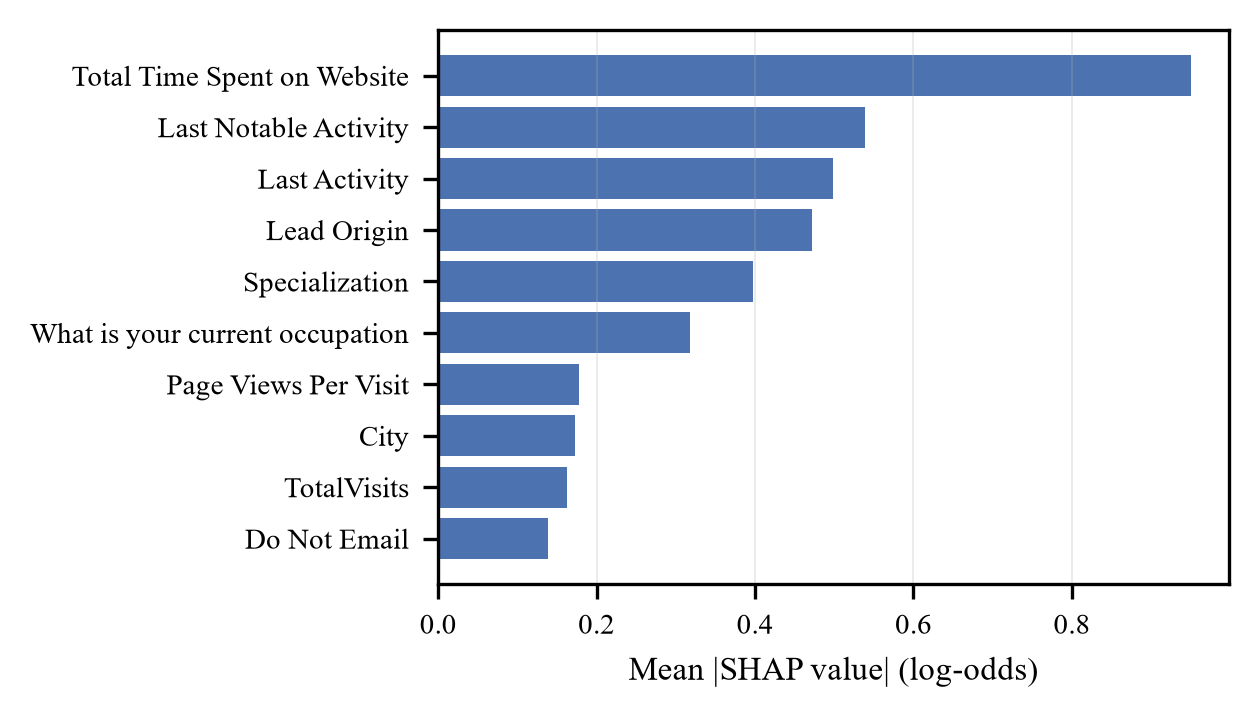 Total Time Spent on Website
Last Notable Activity
Last Activity
Lead Origin
Specialization
What is your current occupation
Page Views Per Visit
City
TotalVisits
Do Not Email
0.0 0.2 0.4 0.6 0.8
Mean |SHAP value| (log-odds)